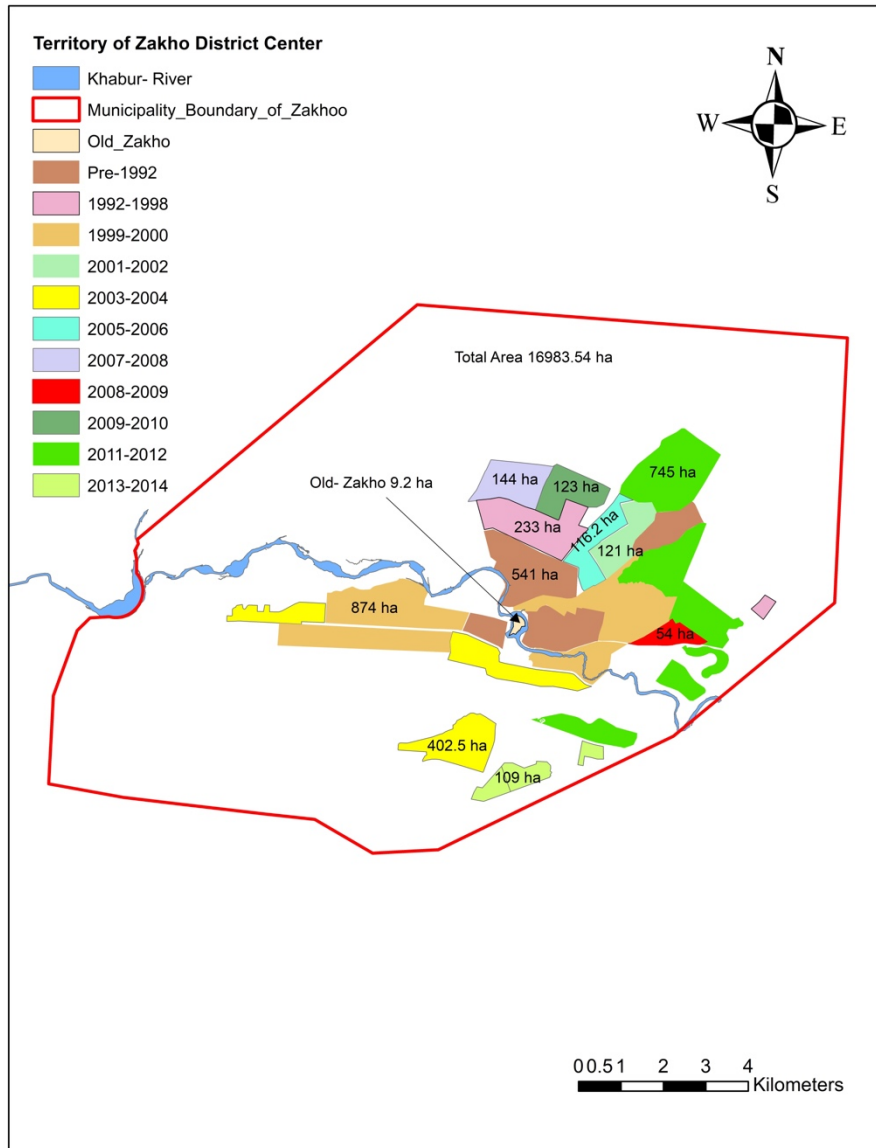 Territory of Zakho District Center
Khabur- River
Municipality_Boundary_of_Zakhoo
Old_Zakho
Pre-1992
1992-1998
1999-2000
2001-2002
2003-2004
2005-2006
2007-2008
2008-2009
2009-2010
2011-2012
2013-2014
N
W
E
S
Total Area 16983.54 ha
Old- Zakho 9.2 ha
144 ha
123 ha
745 ha
233 ha
116.2 ha
121 ha
541 ha
874 ha
54 ha
402.5 ha
109 ha
0 0.5 1 2 3 4
Kilometers